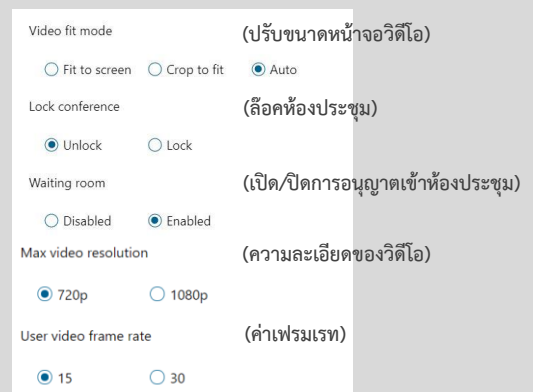 Video fit mode (ปรับขนาดหน้าจอวิดีโอ)
Fit to screen Crop to fit Auto
Lock conference (ล๊อคห้องประชุม)
Unlock Lock
Waiting room (เปิด/ปิดการอนุญาตเข้าห้องประชุม)
Disabled Enabled
Max video resolution (ความละเอียดของวิดีโอ)
720p 1080p
User video frame rate (ค่าเฟรมเรท)
15 30